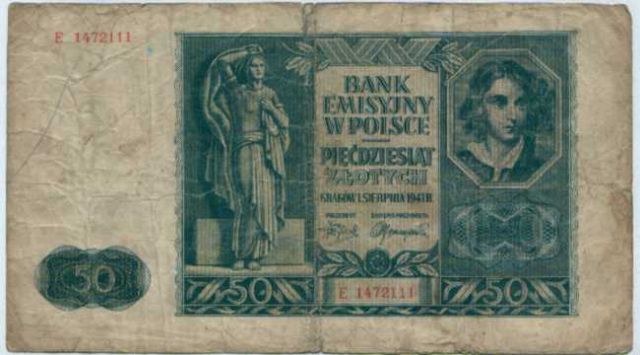 E 1472111
BANK
EMISYJNY
W POLSCE
PIĘĆDZIESIĄT
ZŁOTYCH
KRAKÓW 1. SIERPNIA 1941 R.
50
50
50
E 1472111